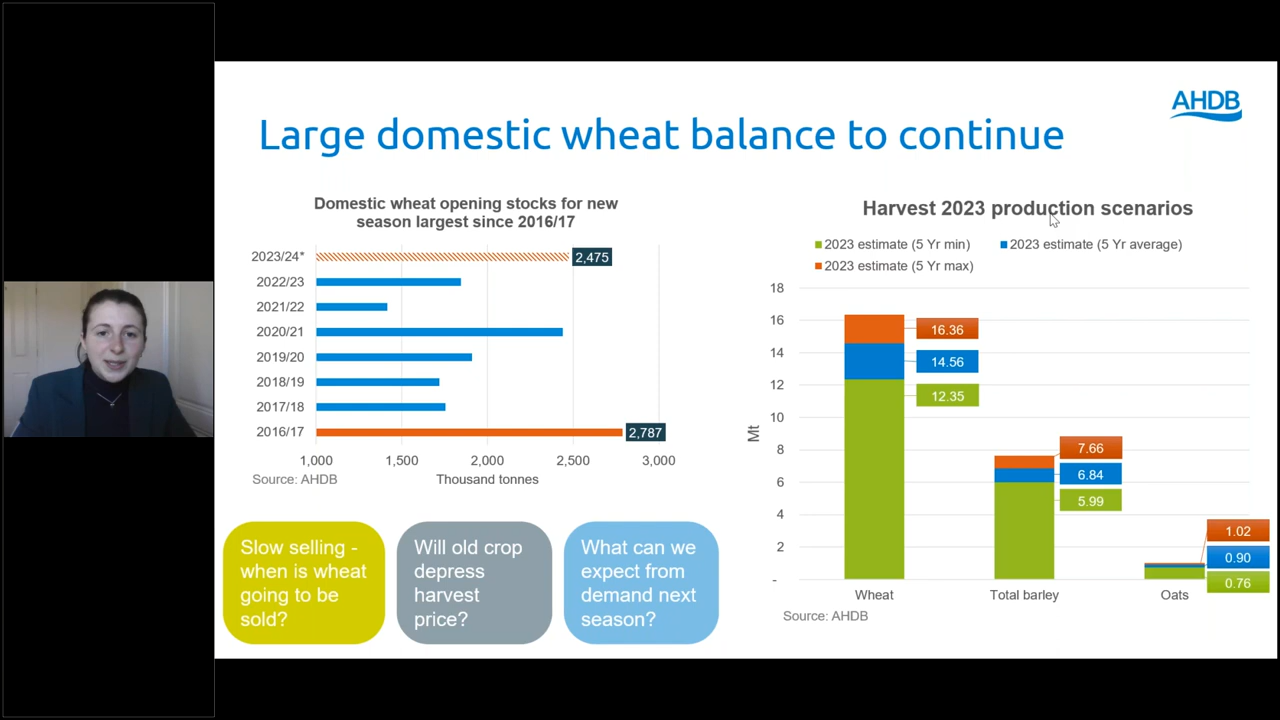 AHDB
Large domestic wheat balance to continue
Domestic wheat opening stocks for new
season largest since 2016/17
2023/24*
2,475
2022/23
2021/22
2020/21
2019/20
2018/19
2017/18
2016/17
2,787
1,000 1,500 2,000 2,500 3,000
Source: AHDB
Thousand tonnes
Slow selling -
when is wheat
going to be
sold?
Will old crop
depress
harvest
price?
What can we
expect from
demand next
season?
Harvest 2023 production scenarios
2023 estimate (5 Yr min)
2023 estimate (5 Yr average)
2023 estimate (5 Yr max)
18
16
14
12
10
8
6
4
2
-
Mt
16.36
14.56
12.35
7.66
6.84
5.99
1.02
0.90
0.76
Wheat
Total barley
Oats
Source: AHDB